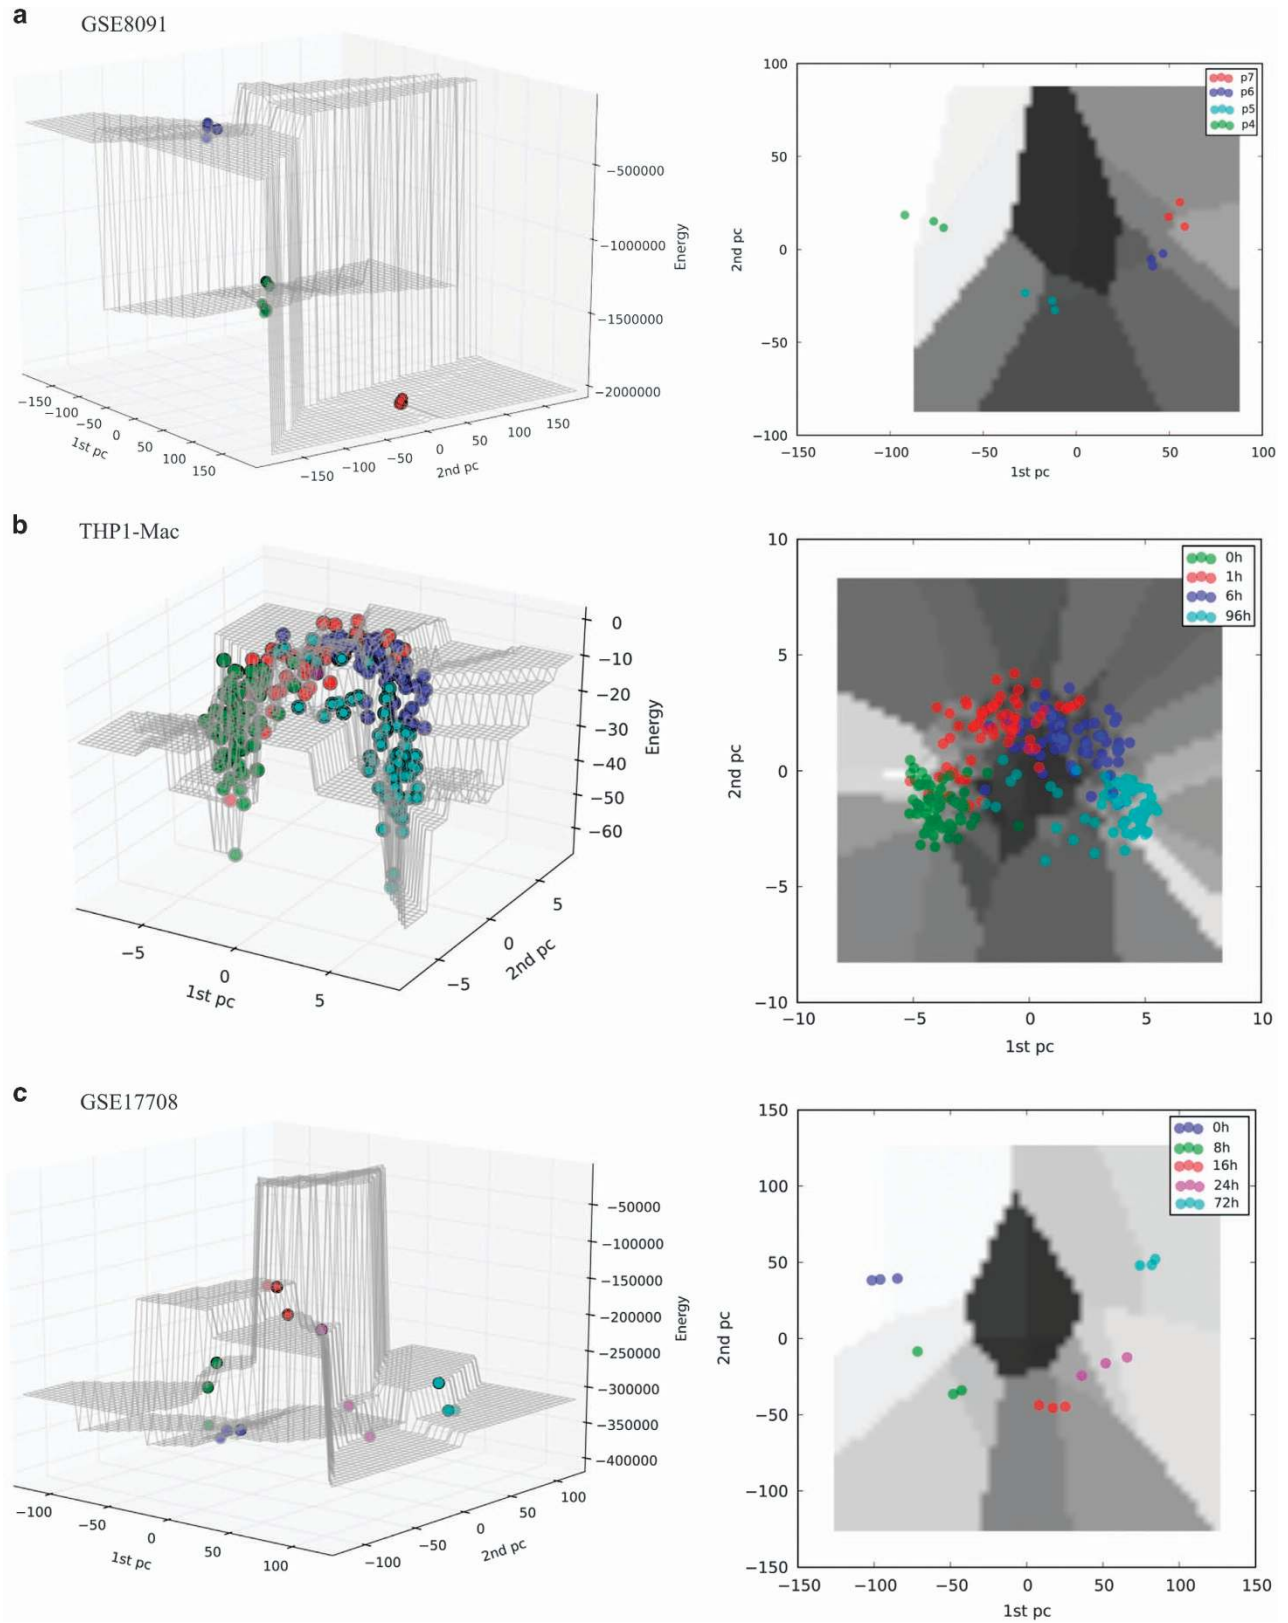 a
GSE8091
−500000
−1000000
−1500000
−2000000
Energy
−150
−100
−50
0
50
100
150
1st pc
−150
−100
−50
0
50
100
150
2nd pc
100
50
0
−50
−100
2nd pc
−150
−100
−50
0
50
100
1st pc
p7
p6
p5
p4
b
THP1-Mac
0
−10
−20
−30
−40
−50
−60
Energy
−5
0
5
1st pc
−5
0
5
2nd pc
10
5
0
−5
−10
2nd pc
−10
−5
0
5
10
1st pc
0h
1h
6h
96h
c
GSE17708
−50000
−100000
−150000
−200000
−250000
−300000
−350000
−400000
Energy
−100
−50
0
50
100
1st pc
−100
−50
0
50
100
2nd pc
150
100
50
0
−50
−100
−150
2nd pc
−150
−100
−50
0
50
100
150
1st pc
0h
8h
16h
24h
72h